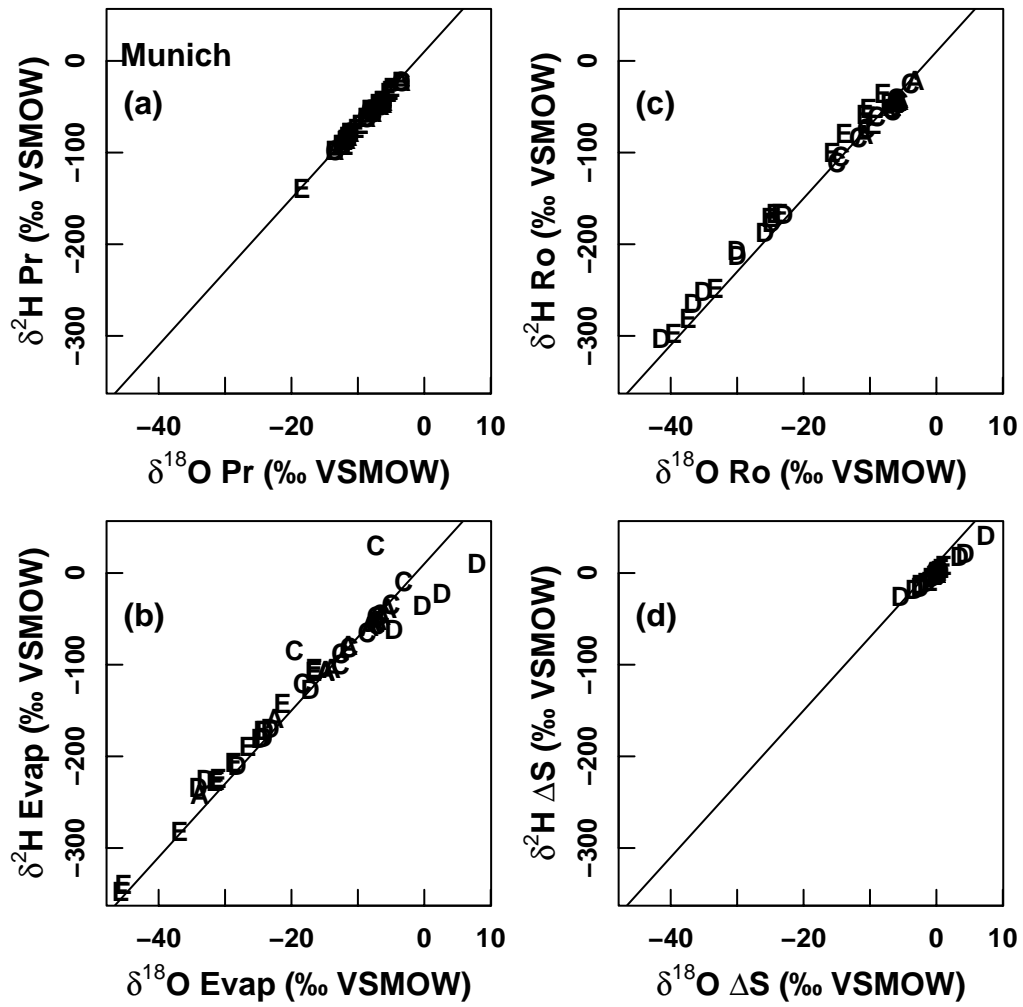 Munich
(a)
0
−100
−200
−300
δ²H Pr (‰ VSMOW)
E
−40
−20
0
10
δ¹⁸O Pr (‰ VSMOW)
(c)
0
−100
−200
−300
δ²H Ro (‰ VSMOW)
−40
−20
0
10
δ¹⁸O Ro (‰ VSMOW)
(b)
0
−100
−200
−300
δ²H Evap (‰ VSMOW)
−40
−20
0
10
δ¹⁸O Evap (‰ VSMOW)
(d)
0
−100
−200
−300
δ²H ΔS (‰ VSMOW)
−40
−20
0
10
δ¹⁸O ΔS (‰ VSMOW)